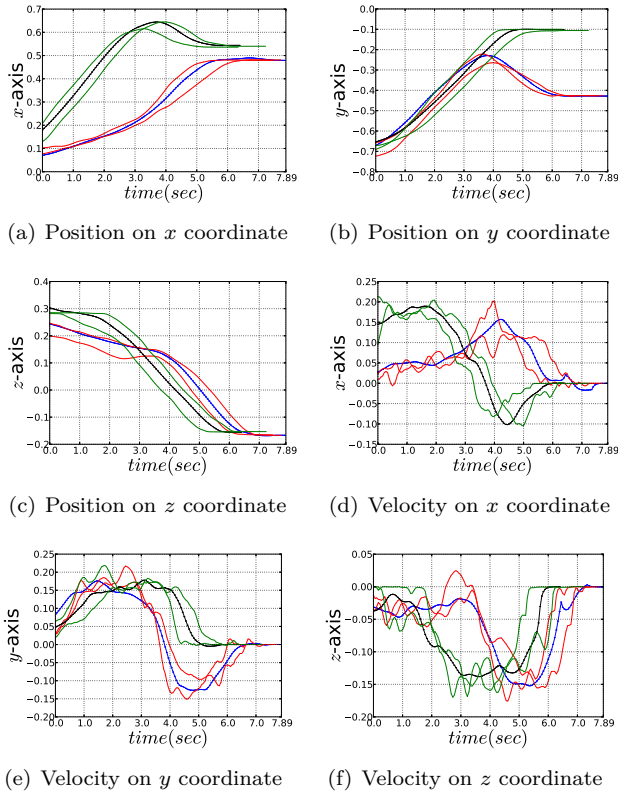 0.7
0.6
0.5
0.4
0.3
0.2
0.1
0.0
x-axis
0.0 1.0 2.0 3.0 4.0 5.0 6.0 7.0 7.89
time(sec)
(a) Position on x coordinate
−0.0
−0.1
−0.2
−0.3
−0.4
−0.5
−0.6
−0.7
−0.8
y-axis
0.0 1.0 2.0 3.0 4.0 5.0 6.0 7.0 7.89
time(sec)
(b) Position on y coordinate
0.4
0.3
0.2
0.1
0.0
−0.1
−0.2
z-axis
0.0 1.0 2.0 3.0 4.0 5.0 6.0 7.0 7.89
time(sec)
(c) Position on z coordinate
0.25
0.20
0.15
0.10
0.05
0.00
−0.05
−0.10
−0.15
x-axis
0.0 1.0 2.0 3.0 4.0 5.0 6.0 7.0 7.89
time(sec)
(d) Velocity on x coordinate
0.25
0.20
0.15
0.10
0.05
0.00
−0.05
−0.10
−0.15
−0.20
y-axis
0.0 1.0 2.0 3.0 4.0 5.0 6.0 7.0 7.89
time(sec)
(e) Velocity on y coordinate
0.05
0.00
−0.05
−0.10
−0.15
−0.20
z-axis
0.0 1.0 2.0 3.0 4.0 5.0 6.0 7.0 7.89
time(sec)
(f) Velocity on z coordinate